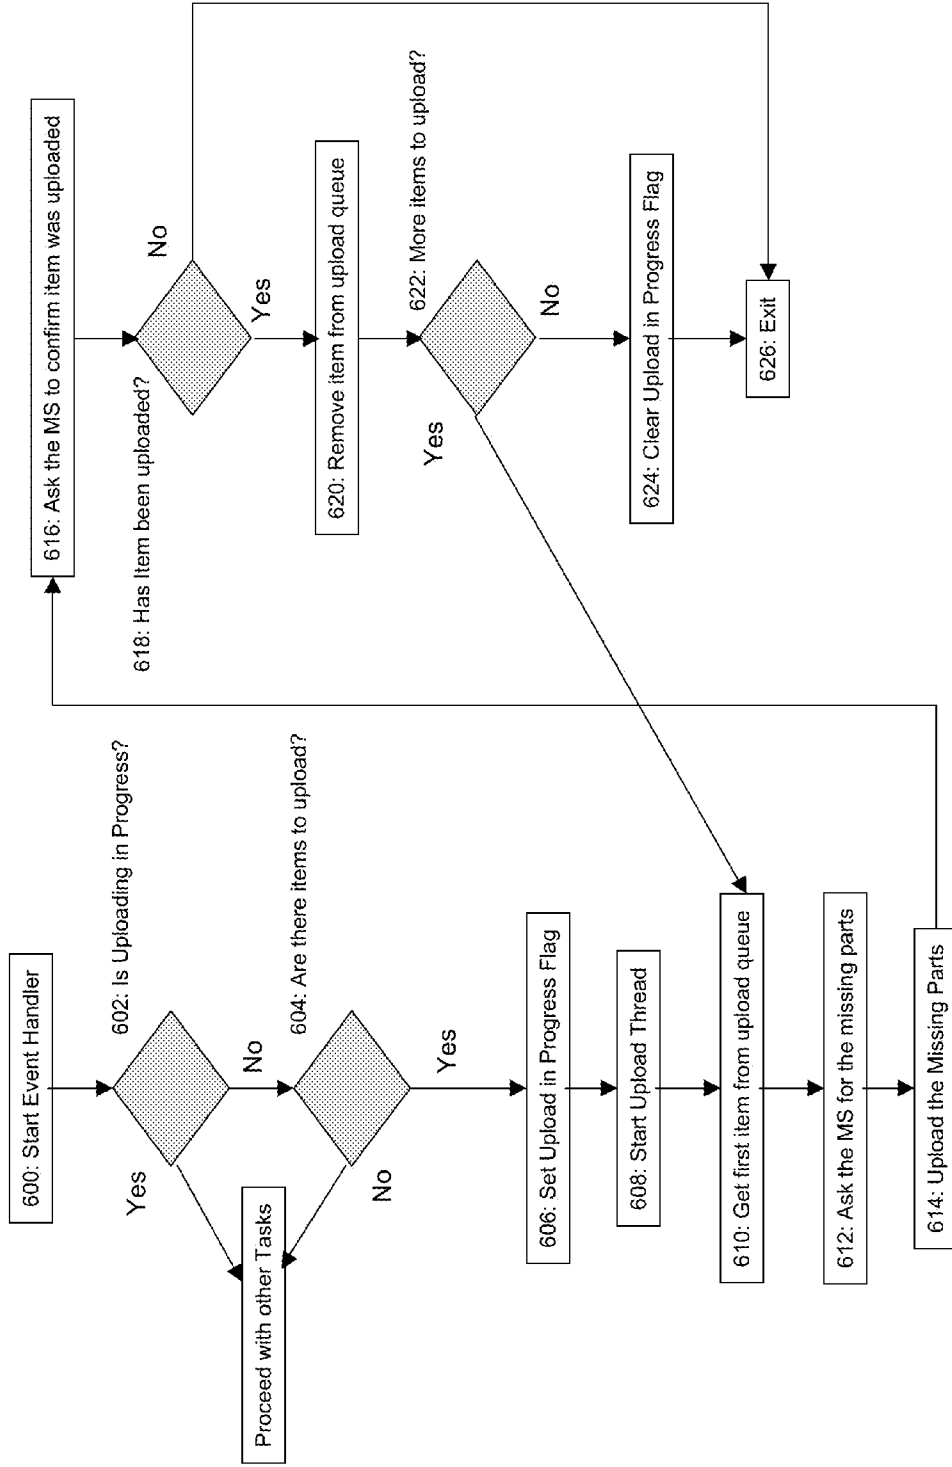 600: Start Event Handler
602: Is Uploading in Progress?
Yes
No
604: Are there items to upload?
Proceed with other Tasks
No
Yes
606: Set Upload in Progress Flag
608: Start Upload Thread
610: Get first item from upload queue
612: Ask the MS for the missing parts
614: Upload the Missing Parts
616: Ask the MS to confirm item was uploaded
618: Has Item been uploaded?
No
Yes
620: Remove item from upload queue
622: More items to upload?
Yes
No
624: Clear Upload in Progress Flag
626: Exit